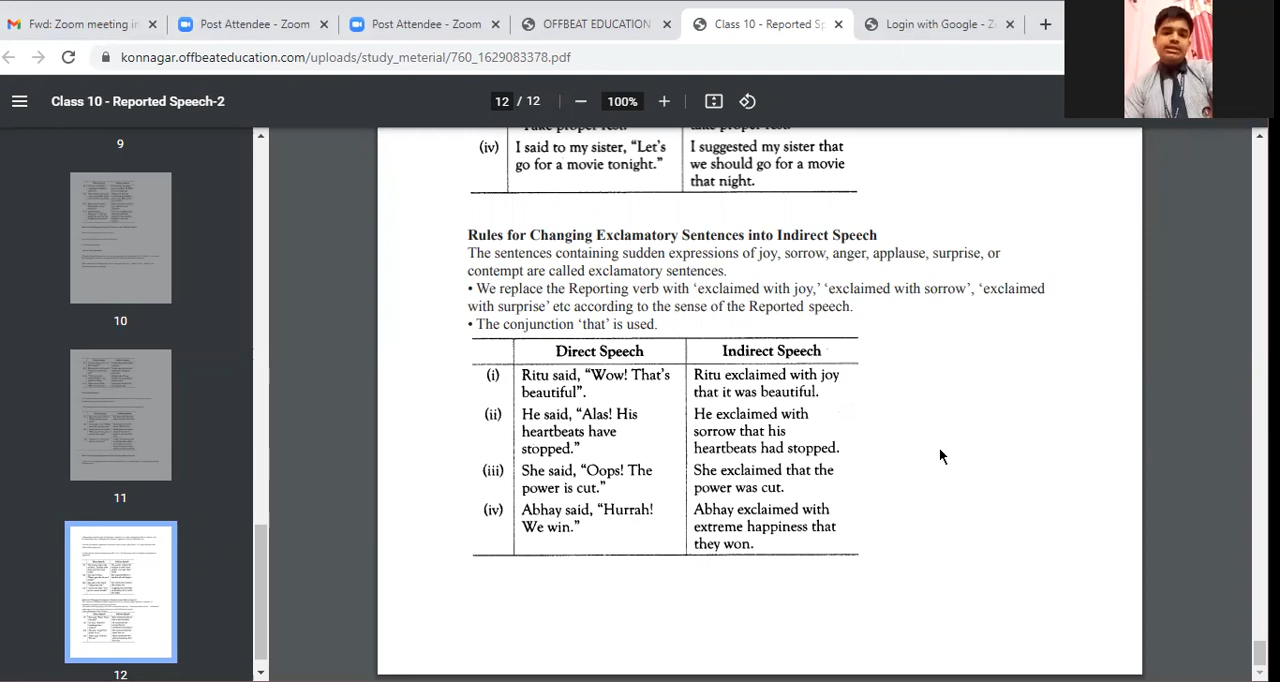 Fwd: Zoom meeting in
Post Attendee - Zoom
Post Attendee - Zoom
OFFBEAT EDUCATION
Class 10 - Reported Sp
Login with Google - Z
konnagar.offbeateducation.com/uploads/study_meterial/760_1629083378.pdf
Class 10 - Reported Speech-2
12 / 12
100%
9
10
11
12
Take proper rest.
take proper rest.
(iv) I said to my sister, “Let’s I suggested my sister that
go for a movie tonight.” we should go for a movie
that night.
Rules for Changing Exclamatory Sentences into Indirect Speech
The sentences containing sudden expressions of joy, sorrow, anger, applause, surprise, or
contempt are called exclamatory sentences.
• We replace the Reporting verb with ‘exclaimed with joy,’ ‘exclaimed with sorrow’, ‘exclaimed
with surprise’ etc according to the sense of the Reported speech.
• The conjunction ‘that’ is used.
Direct Speech Indirect Speech
(i) Ritu said, “Wow! That’s Ritu exclaimed with joy
beautiful”. that it was beautiful.
(ii) He said, “Alas! His He exclaimed with
heartbeats have sorrow that his
stopped.” heartbeats had stopped.
(iii) She said, “Oops! The She exclaimed that the
power is cut.” power was cut.
(iv) Abhay said, “Hurrah! Abhay exclaimed with
We win.” extreme happiness that
they won.